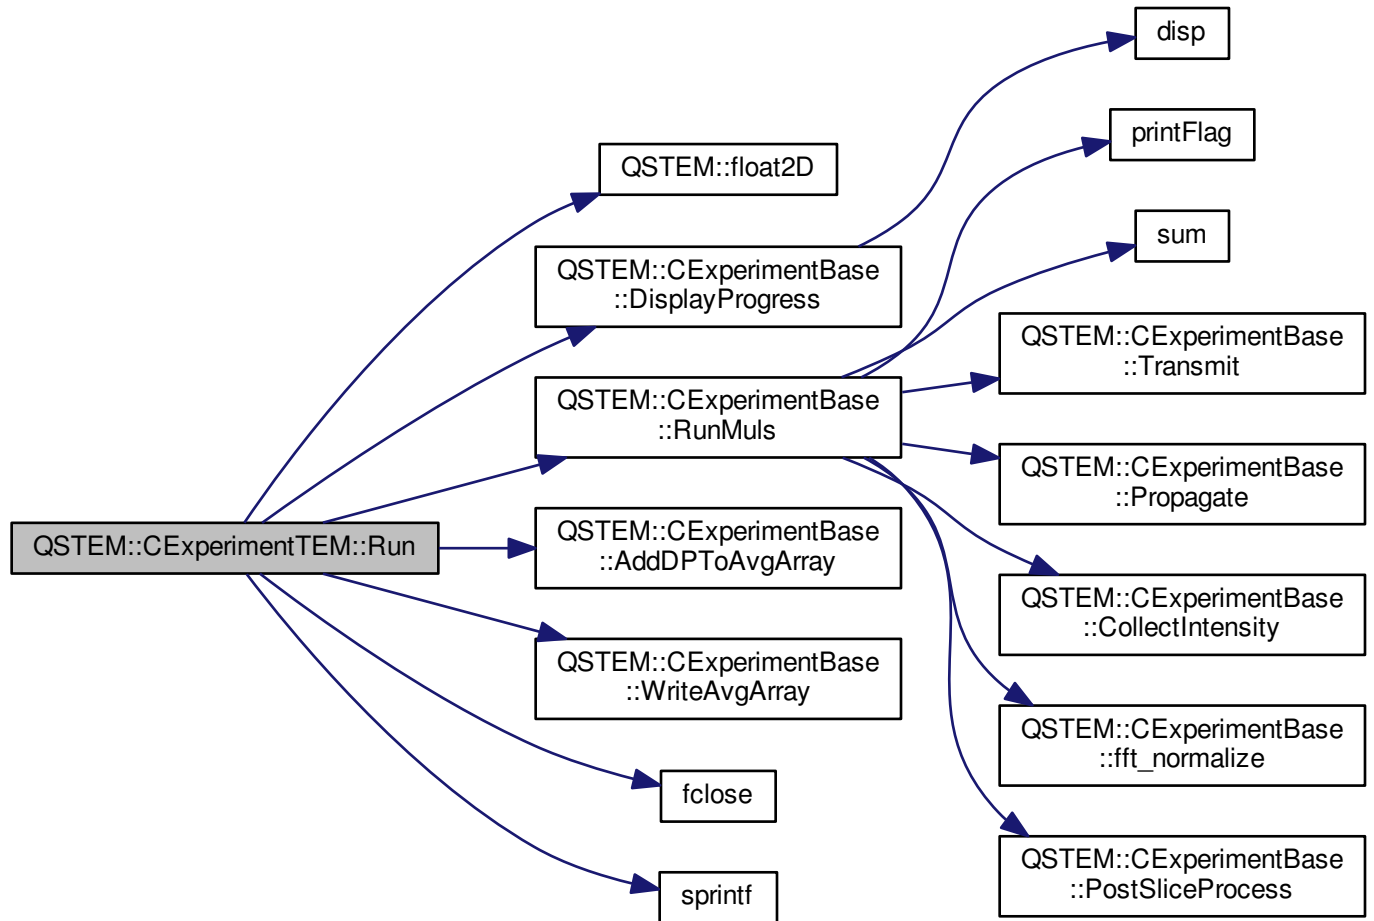 disp
printFlag
QSTEM::float2D
sum
QSTEM::CExperimentBase
::DisplayProgress
QSTEM::CExperimentBase
::Transmit
QSTEM::CExperimentBase
::RunMuls
QSTEM::CExperimentBase
::Propagate
QSTEM::CExperimentTEM::Run
QSTEM::CExperimentBase
::AddDPToAvgArray
QSTEM::CExperimentBase
::CollectIntensity
QSTEM::CExperimentBase
::WriteAvgArray
QSTEM::CExperimentBase
::fft_normalize
fclose
QSTEM::CExperimentBase
::PostSliceProcess
sprintf